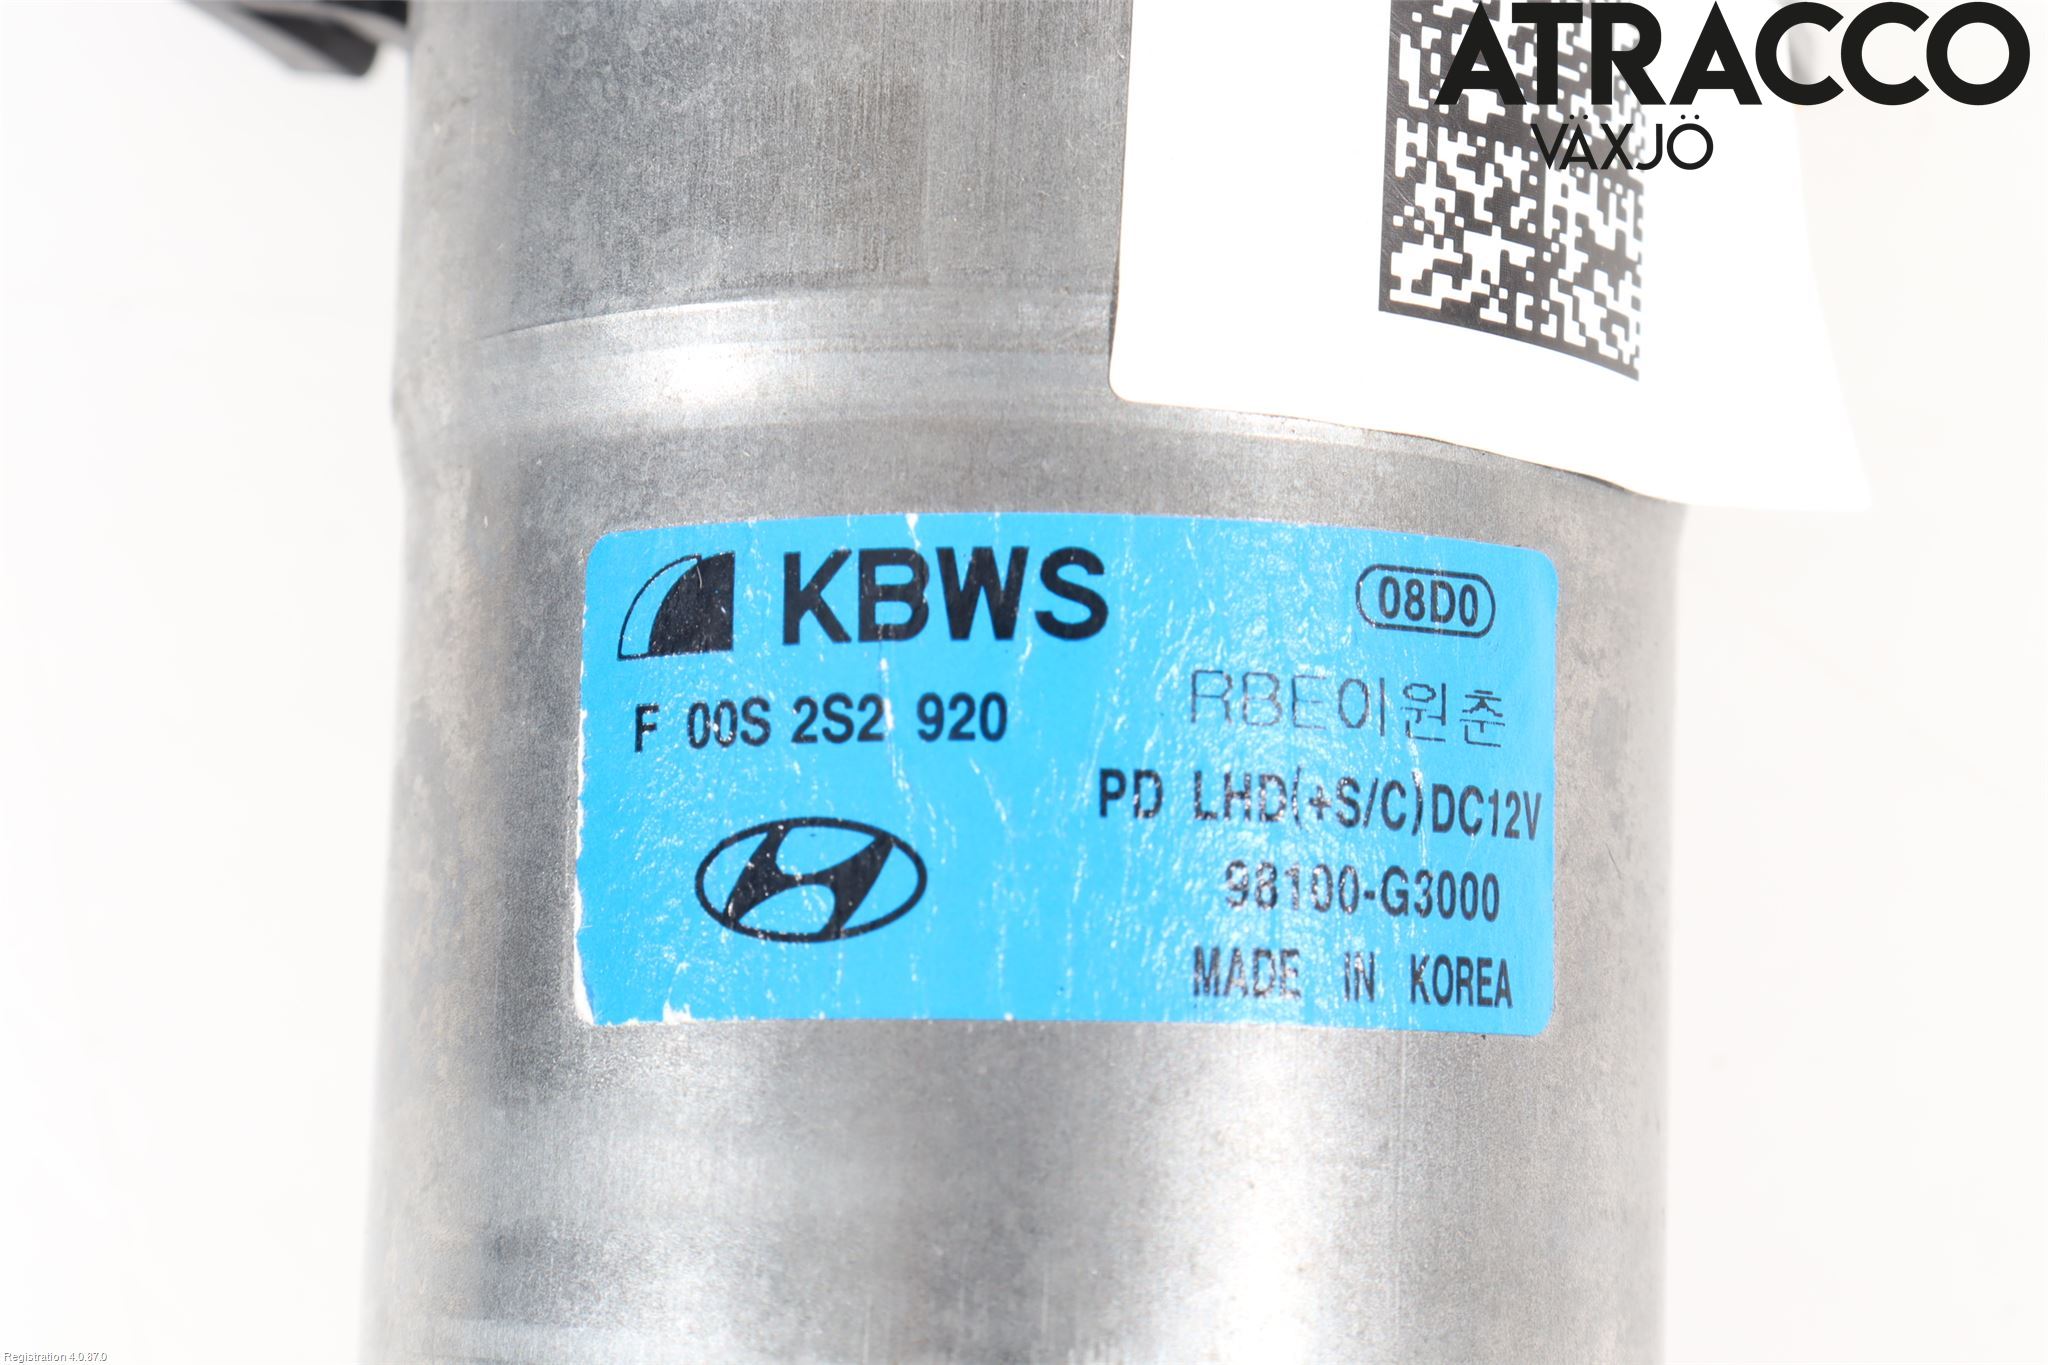 ATRACCO
VÄXJÖ
KBWS
08D0
F 00S 2S2 920
RBE이원춘
PD LHD(+S/C)DC12V
98100-G3000
MADE IN KOREA
Registration 4.0.87.0